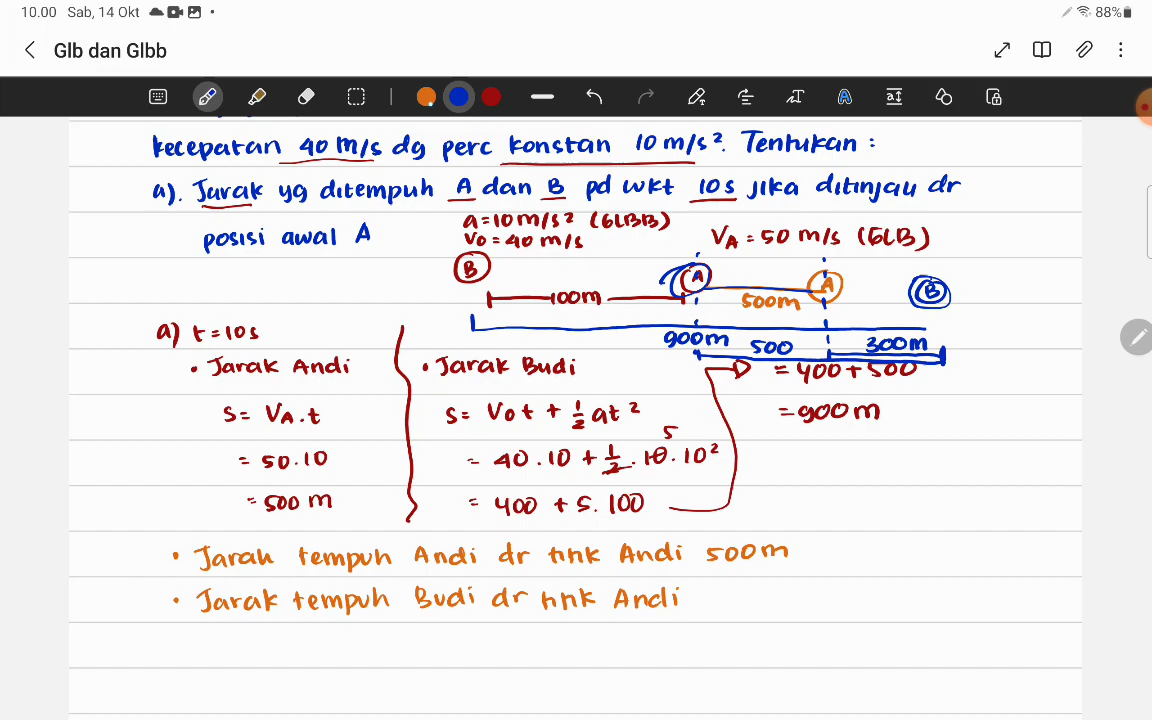 10.00 Sab, 14 Okt
88%
Glb dan Glbb
kecepatan 40 m/s dg perc konstan 10 m/s². Tentukan :
a). Jarak yg ditempuh A dan B pd wkt 10s jika ditinjau dr
posisi awal A
a = 10 m/s² (GLBB)
Vo = 40 m/s
VA = 50 m/s (GLB)
B
A
A
B
100m
500m
900m
500
300m
a) t = 10s
• Jarak Andi
S = VA . t
= 50 . 10
= 500 m
• Jarak Budi
S = Vo t + 1/2 at²
5
= 40 . 10 + 1/2 . 10 . 10²
= 400 + 5 . 100
= 400 + 500
= 900 m
• Jarak tempuh Andi dr ttk Andi 500m
• Jarak tempuh Budi dr ttk Andi